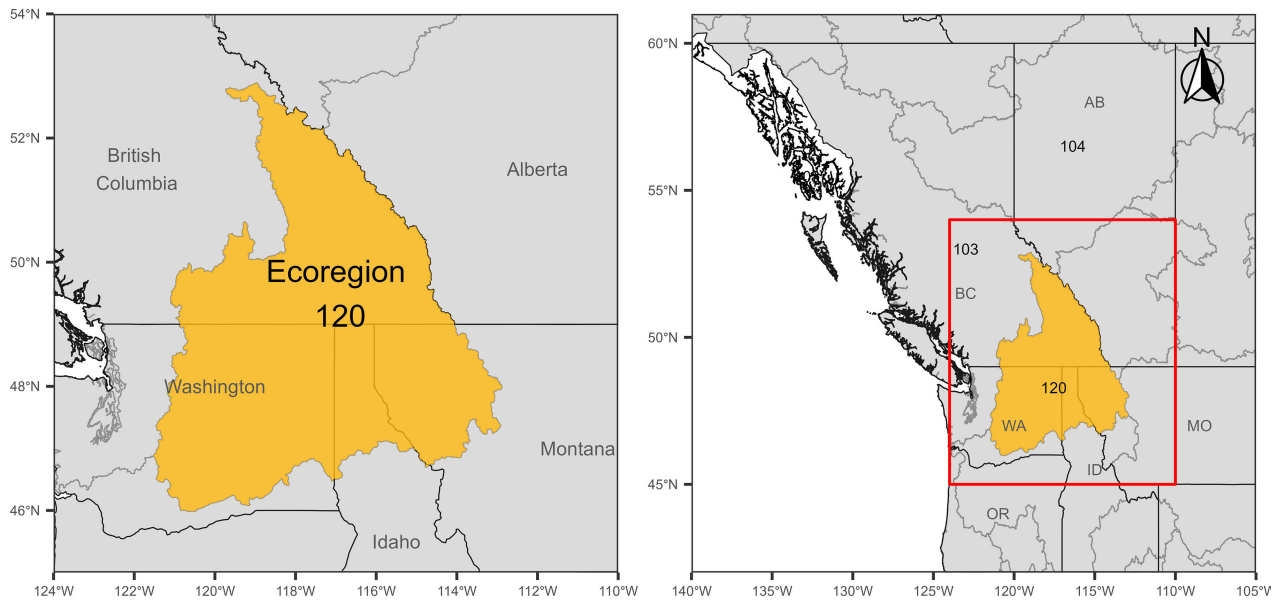 54°N
52°N
50°N
48°N
46°N
British
Columbia
Alberta
Ecoregion
120
Washington
Montana
Idaho
124°W
122°W
120°W
118°W
116°W
114°W
112°W
110°W
60°N
55°N
50°N
45°N
N
AB
104
103
BC
120
WA
MO
ID
OR
140°W
135°W
130°W
125°W
120°W
115°W
110°W
105°W